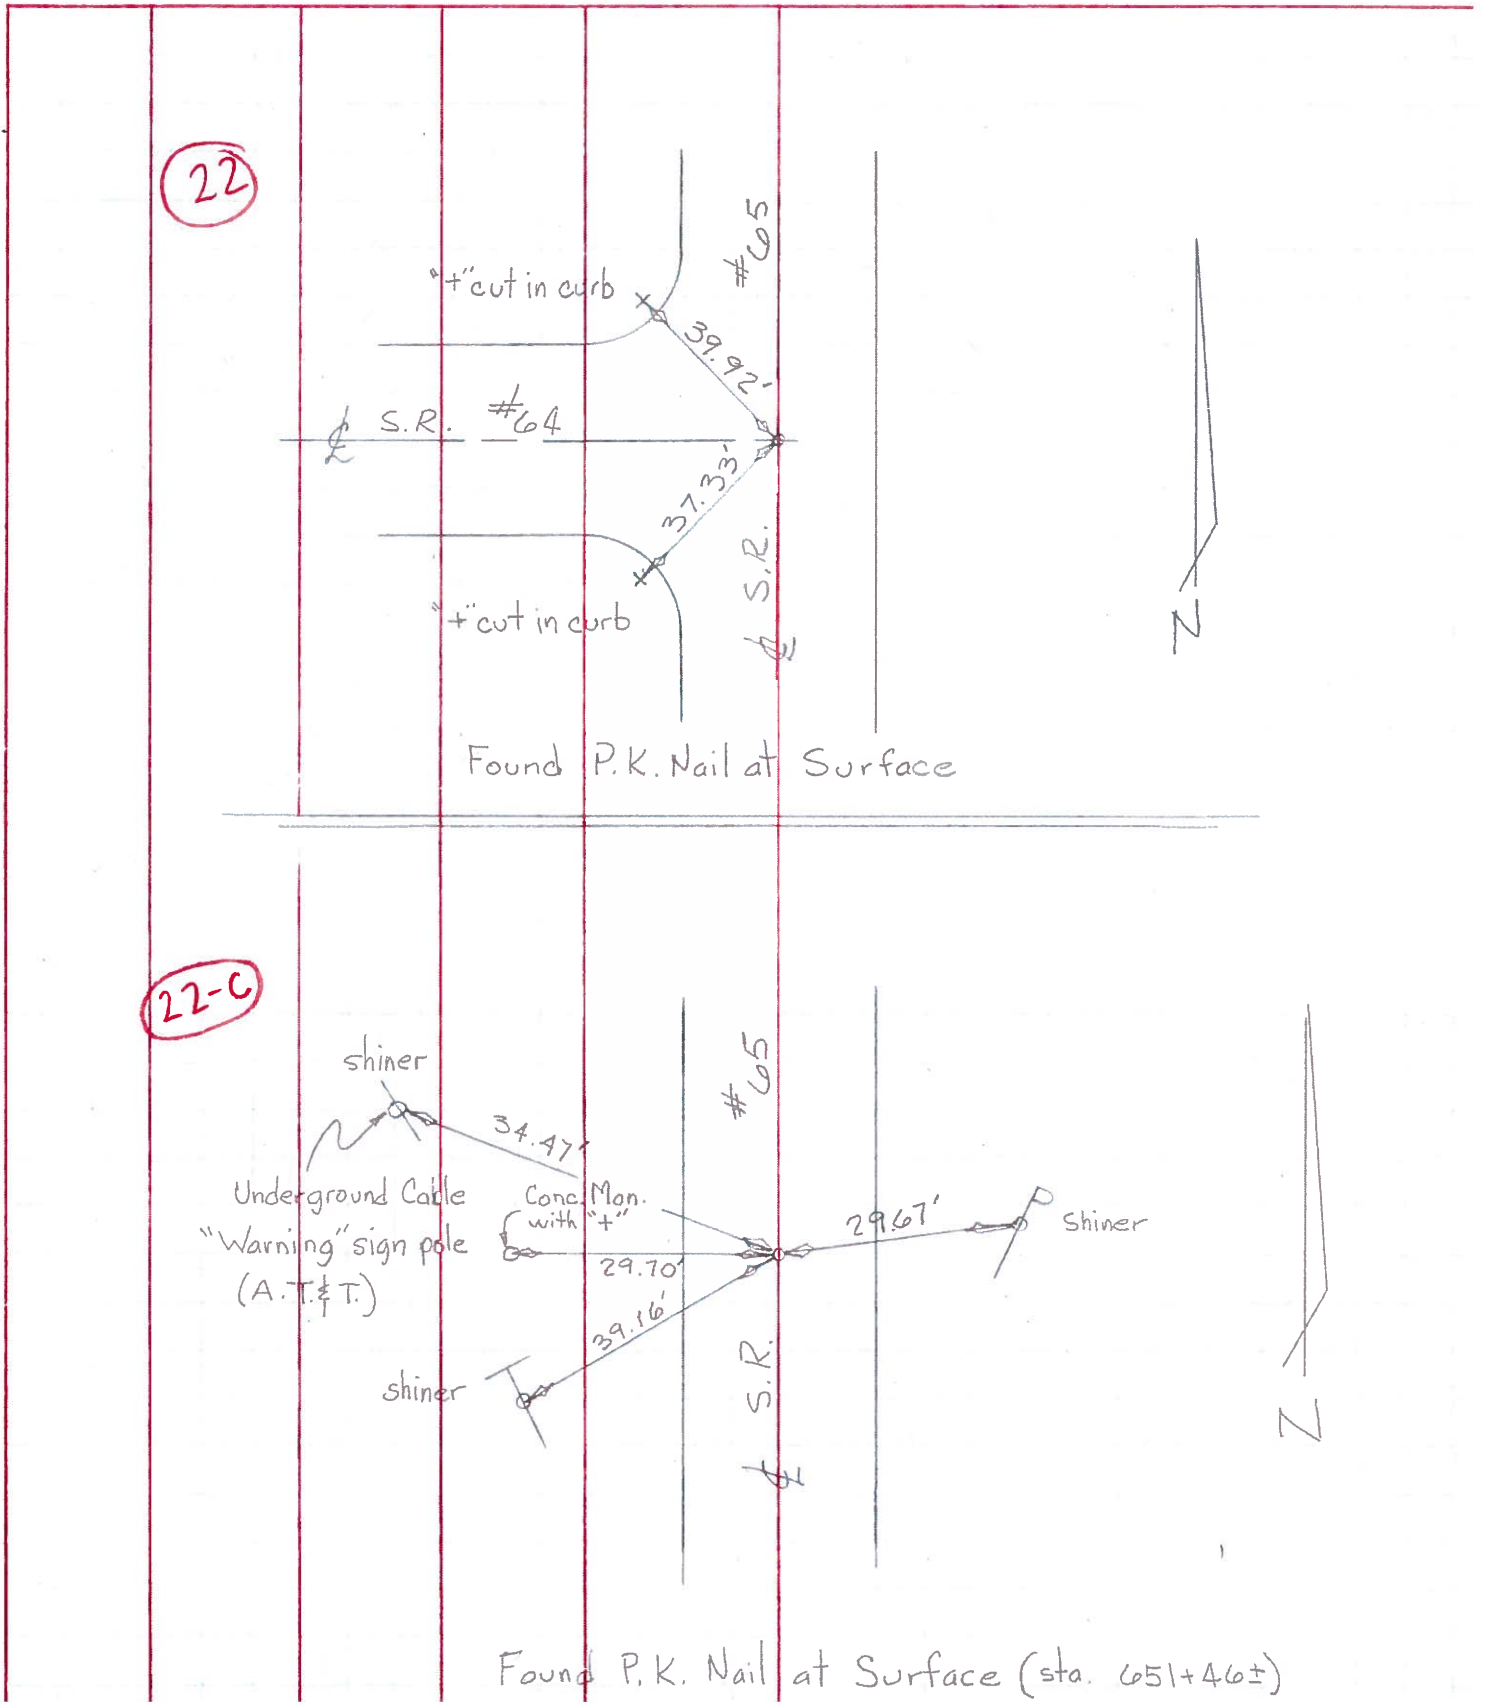 22
#65
"+" cut in curb
39.92'
℄ S.R. #64
37.33'
"+" cut in curb
℄ S.R.
Found P.K. Nail at Surface
22-C
#65
shiner
34.47'
Underground Cable
"Warning" sign pole
(A.T.&T.)
Conc. Mon.
with "+"
29.67'
shiner
29.70'
39.16'
shiner
℄ S.R.
Found P.K. Nail at Surface (sta. 651+46±)
N
N